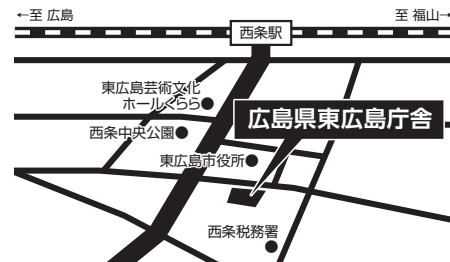 ←至 広島
至 福山→
西条駅
東広島芸術文化
ホールくらら
広島県東広島庁舎
西条中央公園
東広島市役所
西条税務署